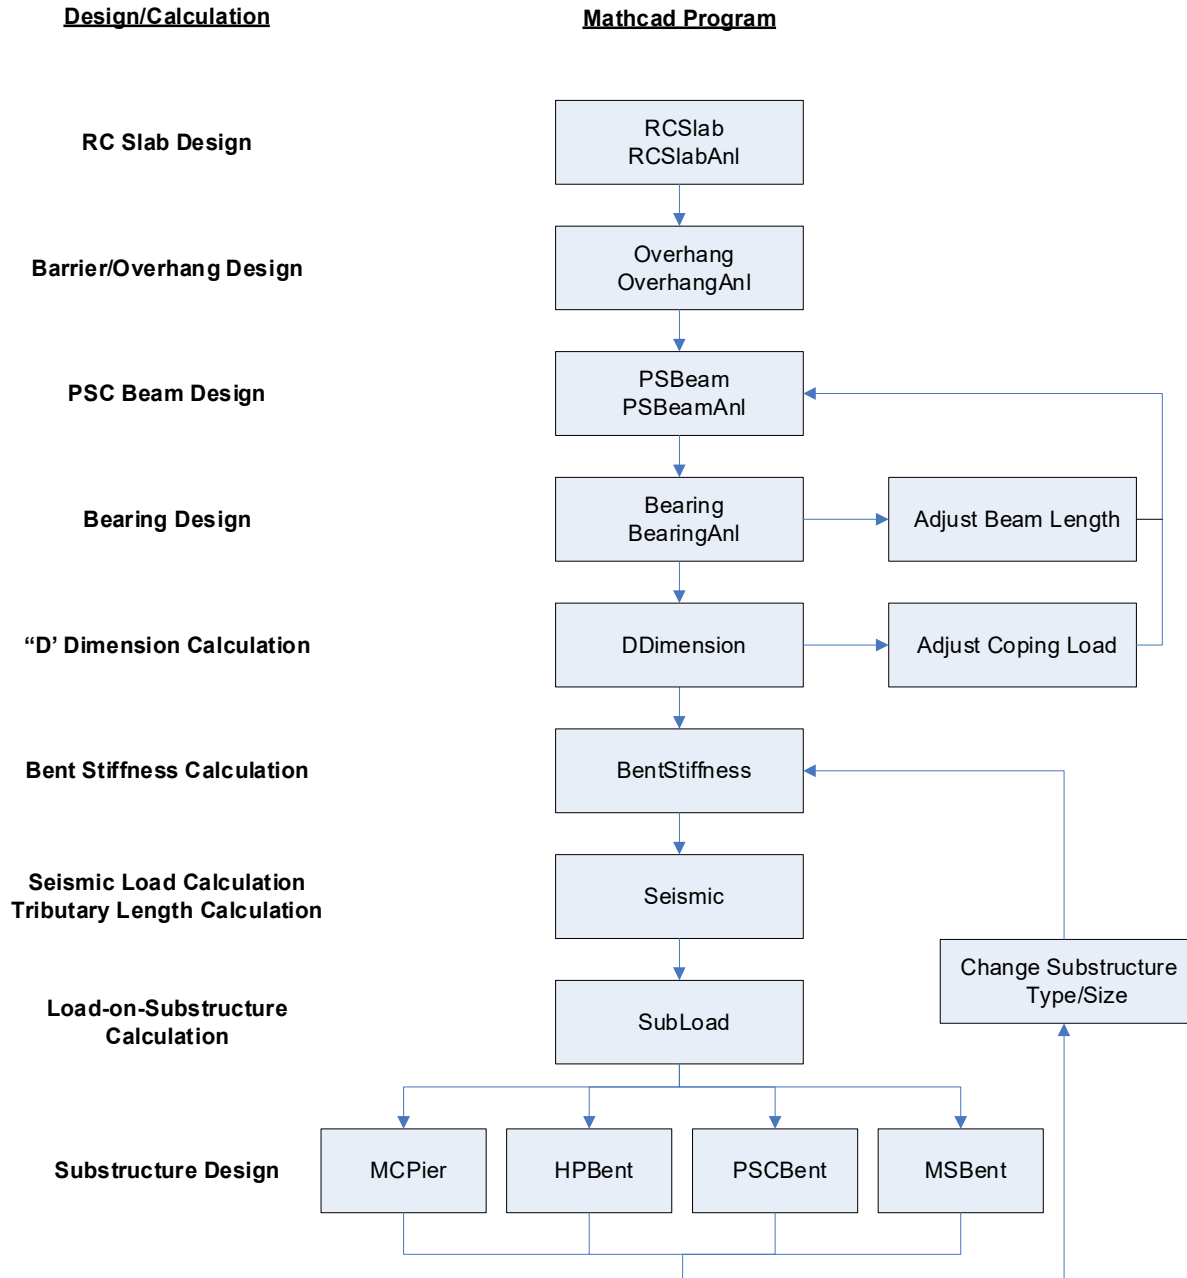 Design/Calculation
Mathcad Program
RC Slab Design
RCSlab
RCSlabAnl
Barrier/Overhang Design
Overhang
OverhangAnl
PSC Beam Design
PSBeam
PSBeamAnl
Bearing Design
Bearing
BearingAnl
Adjust Beam Length
“D’ Dimension Calculation
DDimension
Adjust Coping Load
Bent Stiffness Calculation
BentStiffness
Seismic Load Calculation
Tributary Length Calculation
Seismic
Change Substructure
Type/Size
Load-on-Substructure
Calculation
SubLoad
Substructure Design
MCPier
HPBent
PSCBent
MSBent